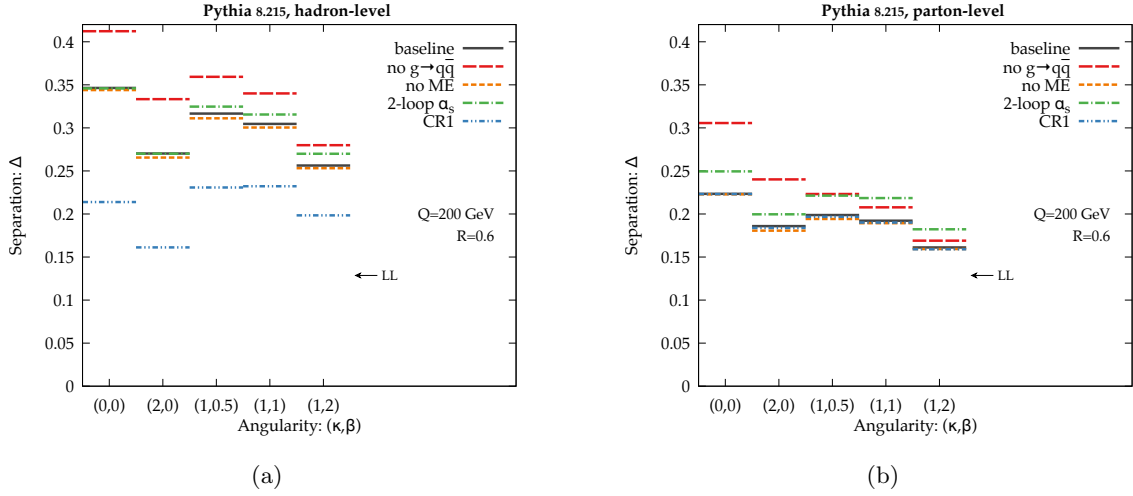 Pythia 8.215, hadron-level
Separation: Δ
0.4
0.35
0.3
0.25
0.2
0.15
0.1
0.05
0
baseline
no g→qq̅
no ME
2-loop αs
CR1
Q=200 GeV
R=0.6
LL
(0,0) (2,0) (1,0.5) (1,1) (1,2)
Angularity: (κ,β)
(a)
Pythia 8.215, parton-level
Separation: Δ
0.4
0.35
0.3
0.25
0.2
0.15
0.1
0.05
0
baseline
no g→qq̅
no ME
2-loop αs
CR1
Q=200 GeV
R=0.6
LL
(0,0) (2,0) (1,0.5) (1,1) (1,2)
Angularity: (κ,β)
(b)